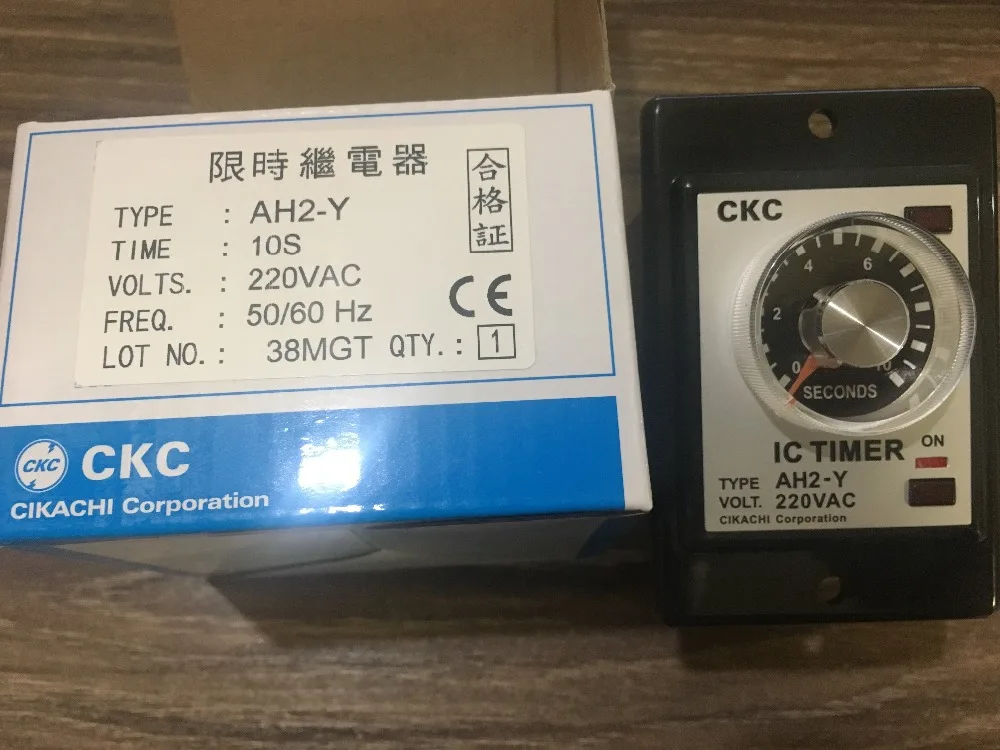 限時繼電器
合格証
TYPE : AH2-Y
TIME : 10S
VOLTS. : 220VAC
FREQ. : 50/60 Hz
LOT NO. : 38MGT QTY. : 1
CE
CKC CKC
CIKACHI Corporation
CKC
0 2 4 6 10
SECONDS
IC TIMER ON
TYPE AH2-Y
VOLT. 220VAC
CIKACHI Corporation